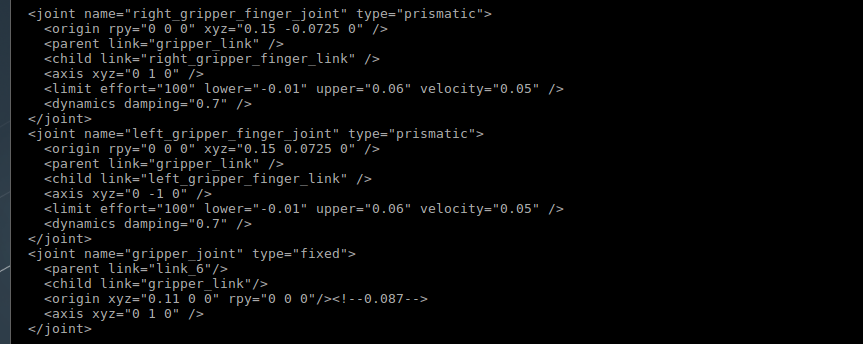 <joint name="right_gripper_finger_joint" type="prismatic">
<origin rpy="0 0 0" xyz="0.15 -0.0725 0" />
<parent link="gripper_link" />
<child link="right_gripper_finger_link" />
<axis xyz="0 1 0" />
<limit effort="100" lower="-0.01" upper="0.06" velocity="0.05" />
<dynamics damping="0.7" />
</joint>
<joint name="left_gripper_finger_joint" type="prismatic">
<origin rpy="0 0 0" xyz="0.15 0.0725 0" />
<parent link="gripper_link" />
<child link="left_gripper_finger_link" />
<axis xyz="0 -1 0" />
<limit effort="100" lower="-0.01" upper="0.06" velocity="0.05" />
<dynamics damping="0.7" />
</joint>
<joint name="gripper_joint" type="fixed">
<parent link="link_6"/>
<child link="gripper_link"/>
<origin xyz="0.11 0 0" rpy="0 0 0"/><!--0.087-->
<axis xyz="0 1 0" />
</joint>